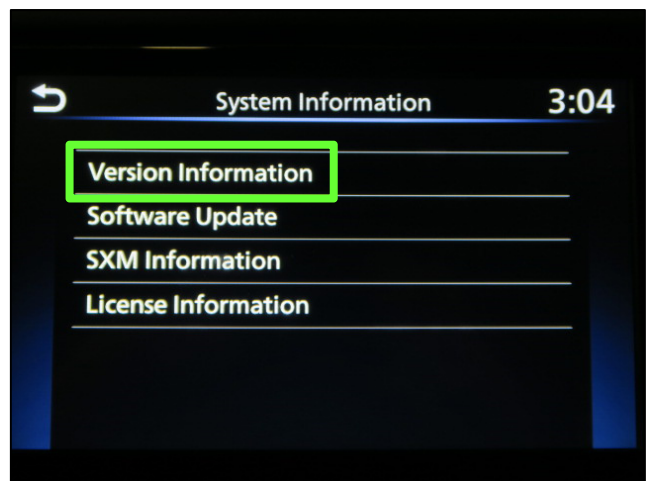 System Information 3:04
Version Information
Software Update
SXM Information
License Information